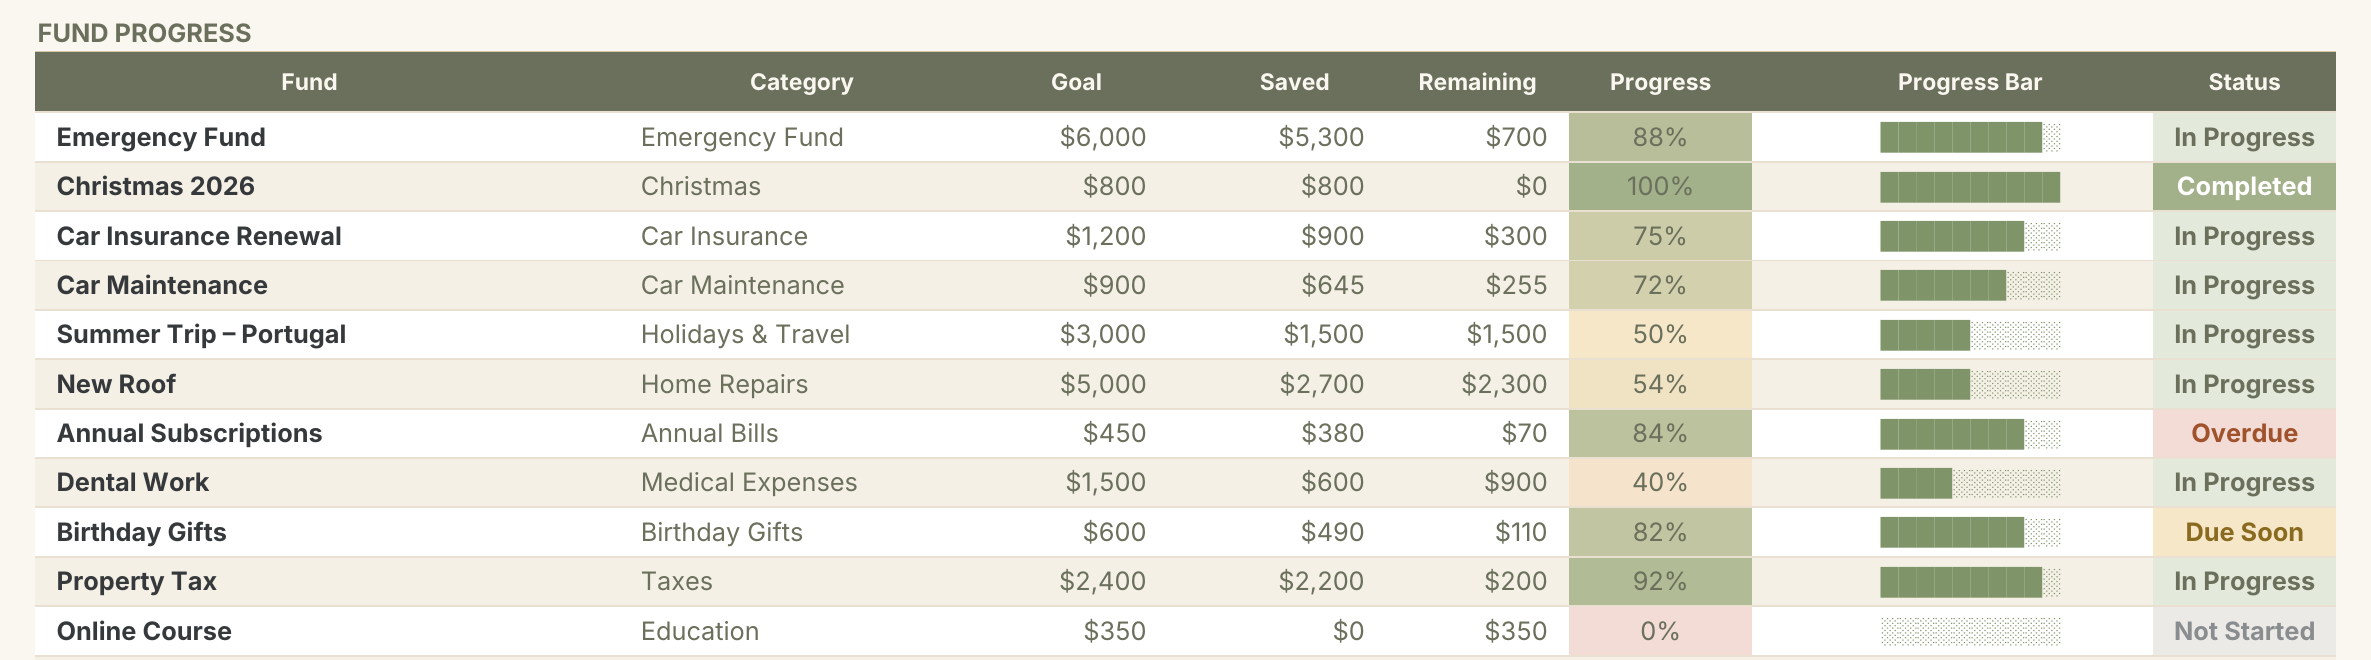 FUND PROGRESS
Fund Category Goal Saved Remaining Progress Progress Bar Status
Emergency Fund Emergency Fund $6,000 $5,300 $700 88% In Progress
Christmas 2026 Christmas $800 $800 $0 100% Completed
Car Insurance Renewal Car Insurance $1,200 $900 $300 75% In Progress
Car Maintenance Car Maintenance $900 $645 $255 72% In Progress
Summer Trip – Portugal Holidays & Travel $3,000 $1,500 $1,500 50% In Progress
New Roof Home Repairs $5,000 $2,700 $2,300 54% In Progress
Annual Subscriptions Annual Bills $450 $380 $70 84% Overdue
Dental Work Medical Expenses $1,500 $600 $900 40% In Progress
Birthday Gifts Birthday Gifts $600 $490 $110 82% Due Soon
Property Tax Taxes $2,400 $2,200 $200 92% In Progress
Online Course Education $350 $0 $350 0% Not Started